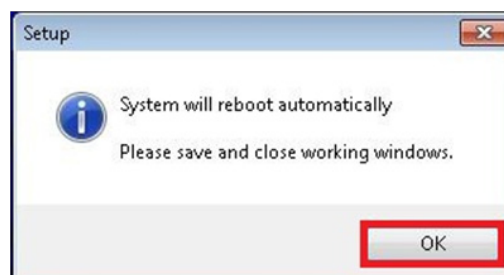 Setup
System will reboot automatically
Please save and close working windows.
OK